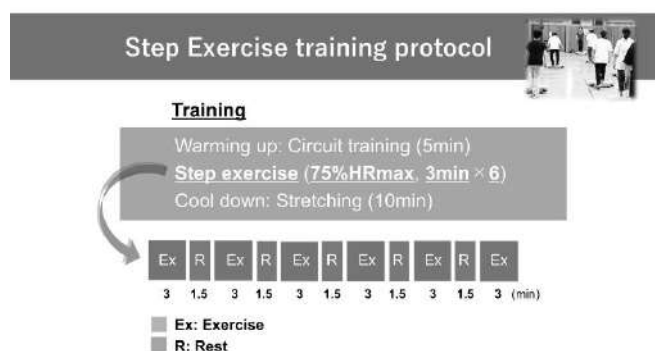 Step Exercise training protocol
Training
Warming up: Circuit training (5min)
Step exercise (75%HRmax, 3min × 6)
Cool down: Stretching (10min)
Ex R Ex R Ex R Ex R Ex R Ex
3 1.5 3 1.5 3 1.5 3 1.5 3 1.5 3 (min)
Ex: Exercise
R: Rest